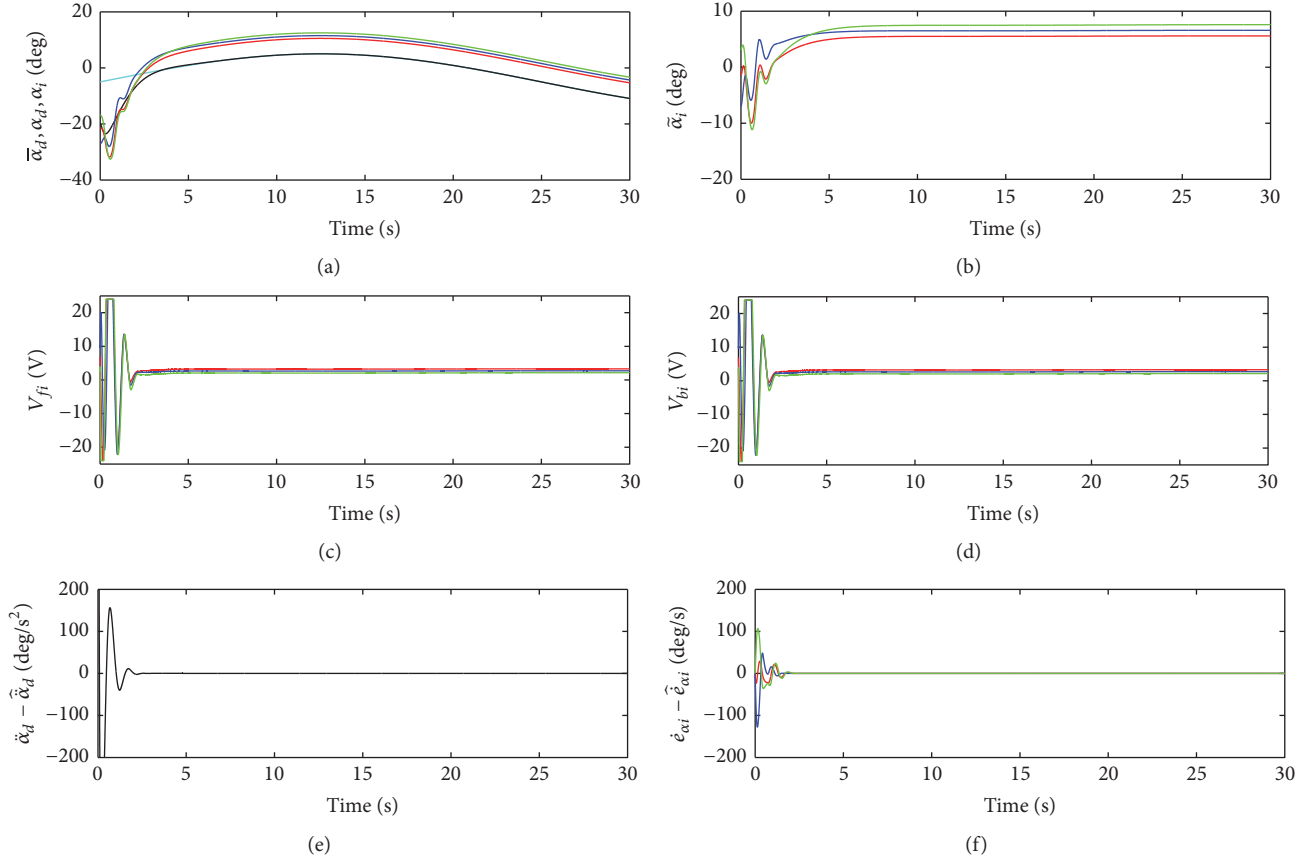 20
0
−20
−40
α̅_d, α_d, α_i (deg)
0 5 10 15 20 25 30
Time (s)
(a)
10
0
−10
−20
α̃_i (deg)
0 5 10 15 20 25 30
Time (s)
(b)
20
10
0
−10
−20
V_fi (V)
0 5 10 15 20 25 30
Time (s)
(c)
20
10
0
−10
−20
V_bi (V)
0 5 10 15 20 25 30
Time (s)
(d)
200
100
0
−100
−200
α̈_d − α̈̂_d (deg/s²)
0 5 10 15 20 25 30
Time (s)
(e)
200
100
0
−100
−200
ė_αi − ė̂_αi (deg/s)
0 5 10 15 20 25 30
Time (s)
(f)